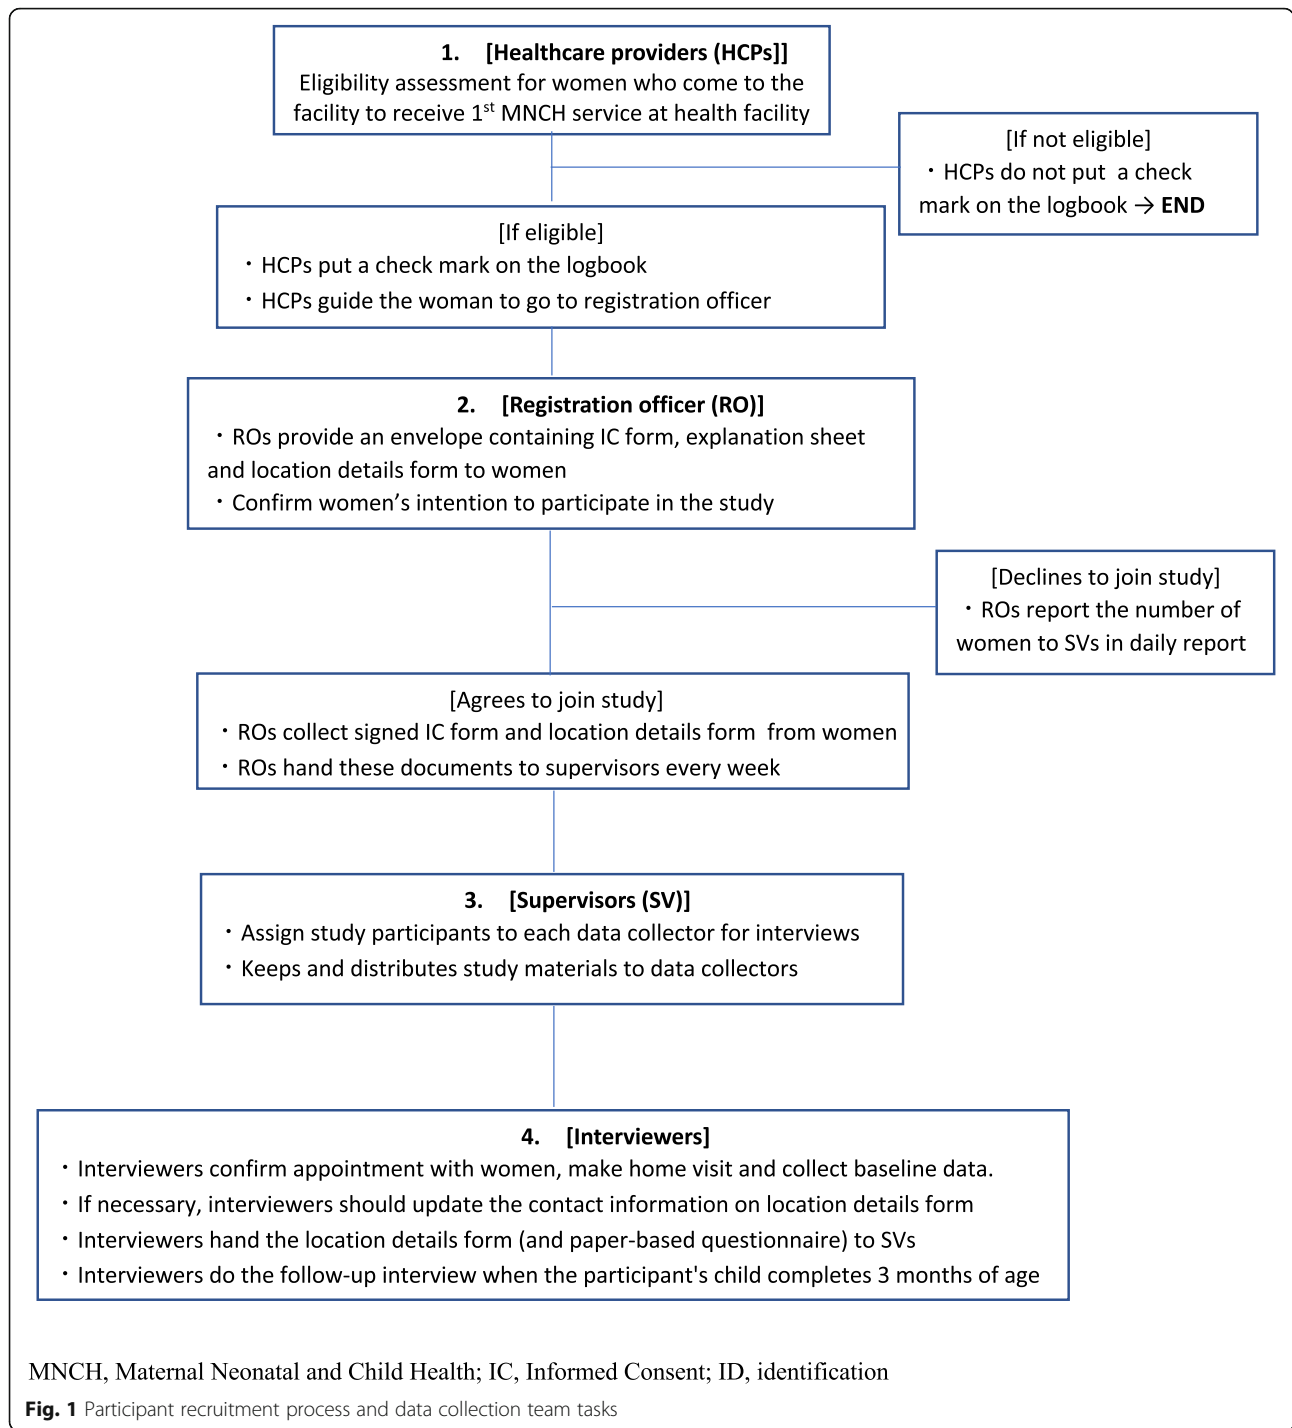 1. [Healthcare providers (HCPs]]
Eligibility assessment for women who come to the
facility to receive 1st MNCH service at health facility
[If not eligible]
・HCPs do not put a check
mark on the logbook → END
[If eligible]
・HCPs put a check mark on the logbook
・HCPs guide the woman to go to registration officer
2. [Registration officer (RO)]
・ROs provide an envelope containing IC form, explanation sheet
and location details form to women
・Confirm women’s intention to participate in the study
[Declines to join study]
・ROs report the number of
women to SVs in daily report
[Agrees to join study]
・ROs collect signed IC form and location details form from women
・ROs hand these documents to supervisors every week
3. [Supervisors (SV)]
・Assign study participants to each data collector for interviews
・Keeps and distributes study materials to data collectors
4. [Interviewers]
・Interviewers confirm appointment with women, make home visit and collect baseline data.
・If necessary, interviewers should update the contact information on location details form
・Interviewers hand the location details form (and paper-based questionnaire) to SVs
・Interviewers do the follow-up interview when the participant's child completes 3 months of age
MNCH, Maternal Neonatal and Child Health; IC, Informed Consent; ID, identification
Fig. 1 Participant recruitment process and data collection team tasks